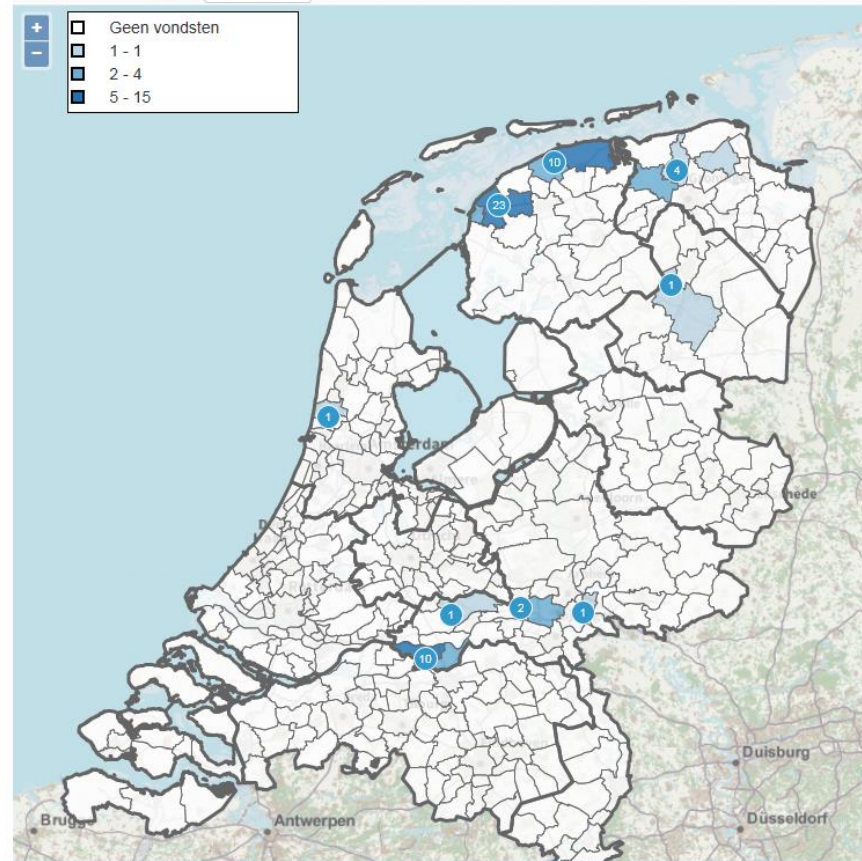 +
−
Geen vondsten
1 - 1
2 - 4
5 - 15
10
4
23
1
1
1
2
1
10
Duisburg
Düsseldorf
Brugge
Antwerpen